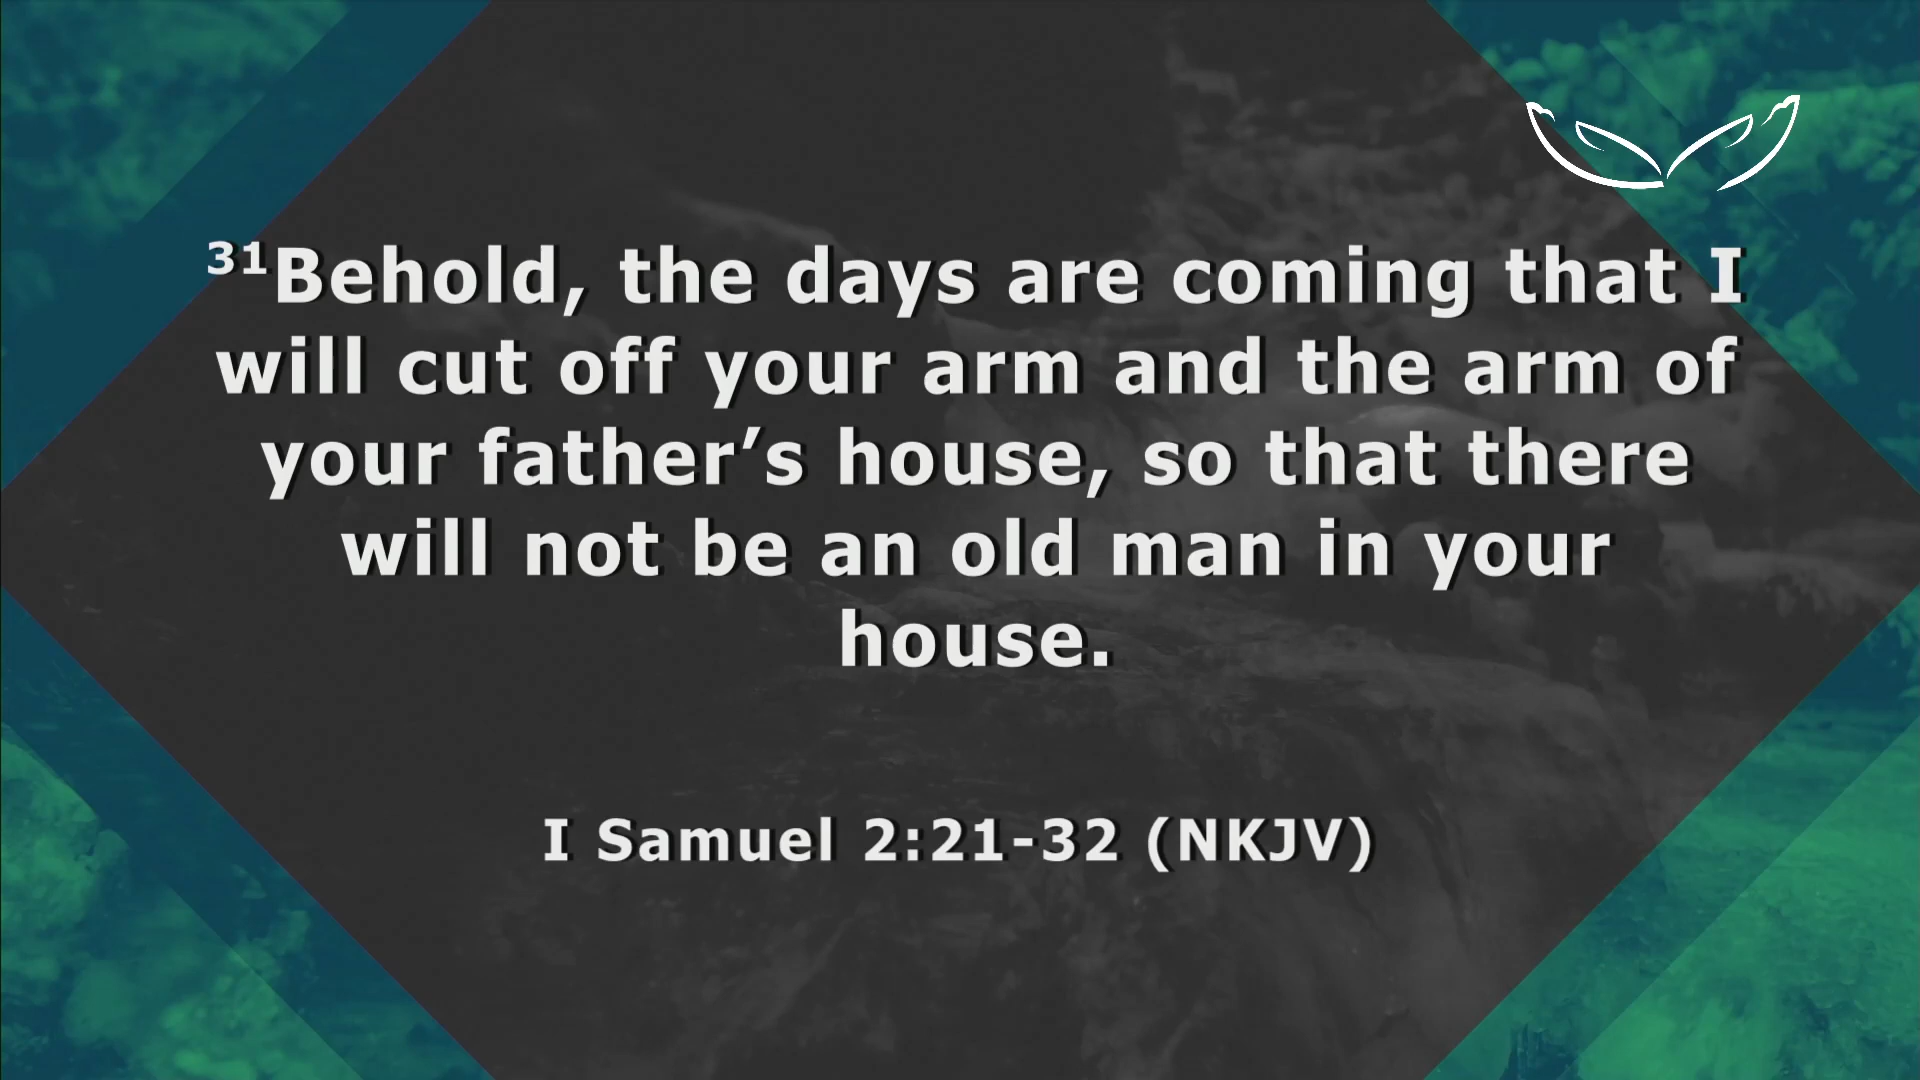 ³¹Behold, the days are coming that I
will cut off your arm and the arm of
your father’s house, so that there
will not be an old man in your
house.
I Samuel 2:21-32 (NKJV)